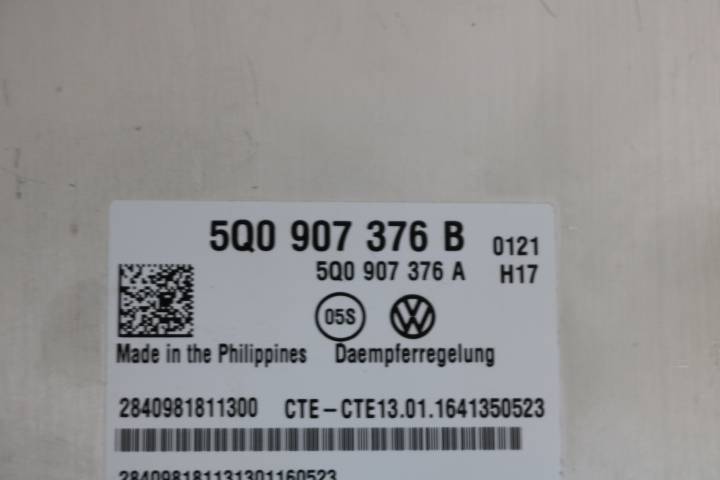 5Q0 907 376 B 0121
5Q0 907 376 A H17
05S
Made in the Philippines Daempferregelung
2840981811300 CTE-CTE13.01.1641350523
284098181131301160523